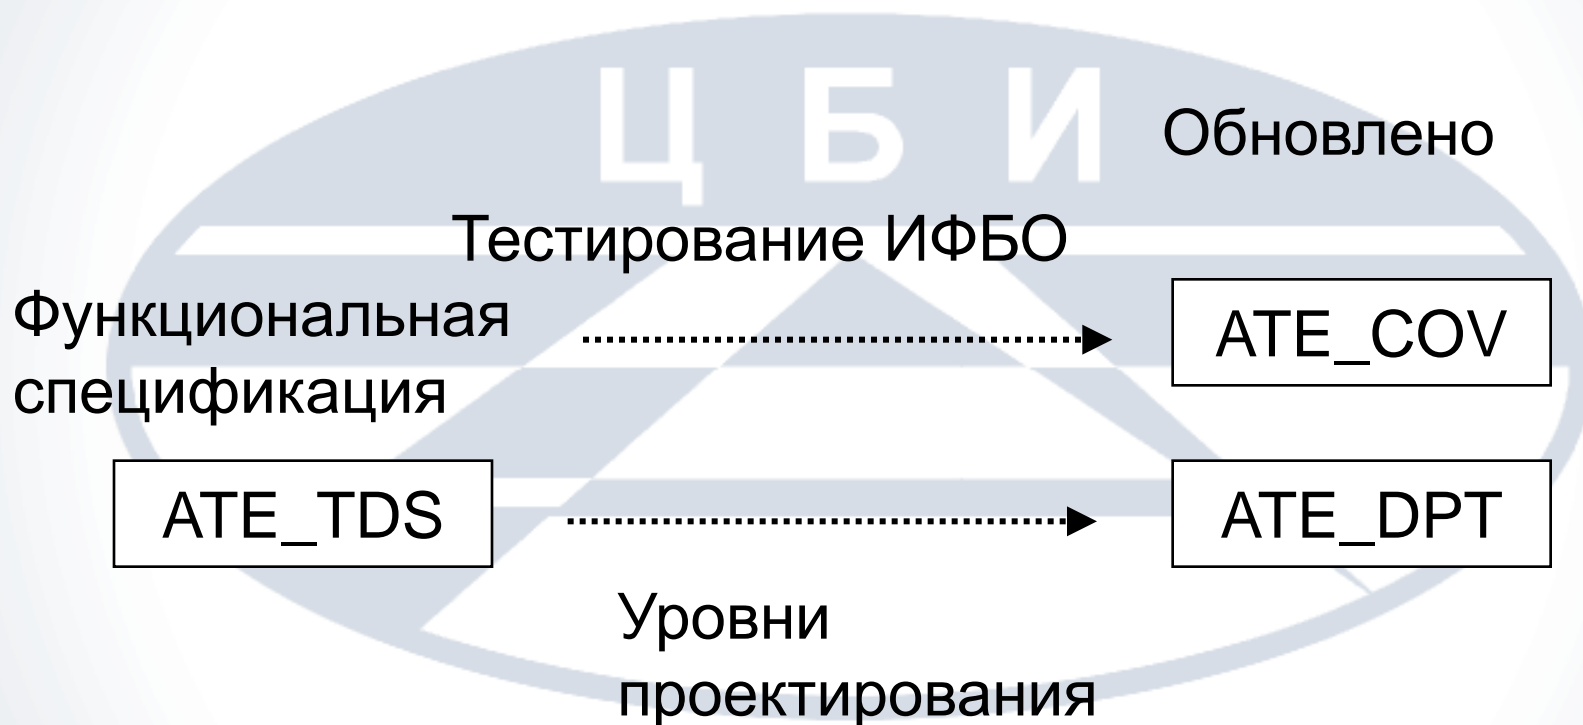 Ц Б И
Обновлено
Тестирование ИФБО
Функциональная
спецификация
ATE_COV
ATE_TDS
ATE_DPT
Уровни
проектирования